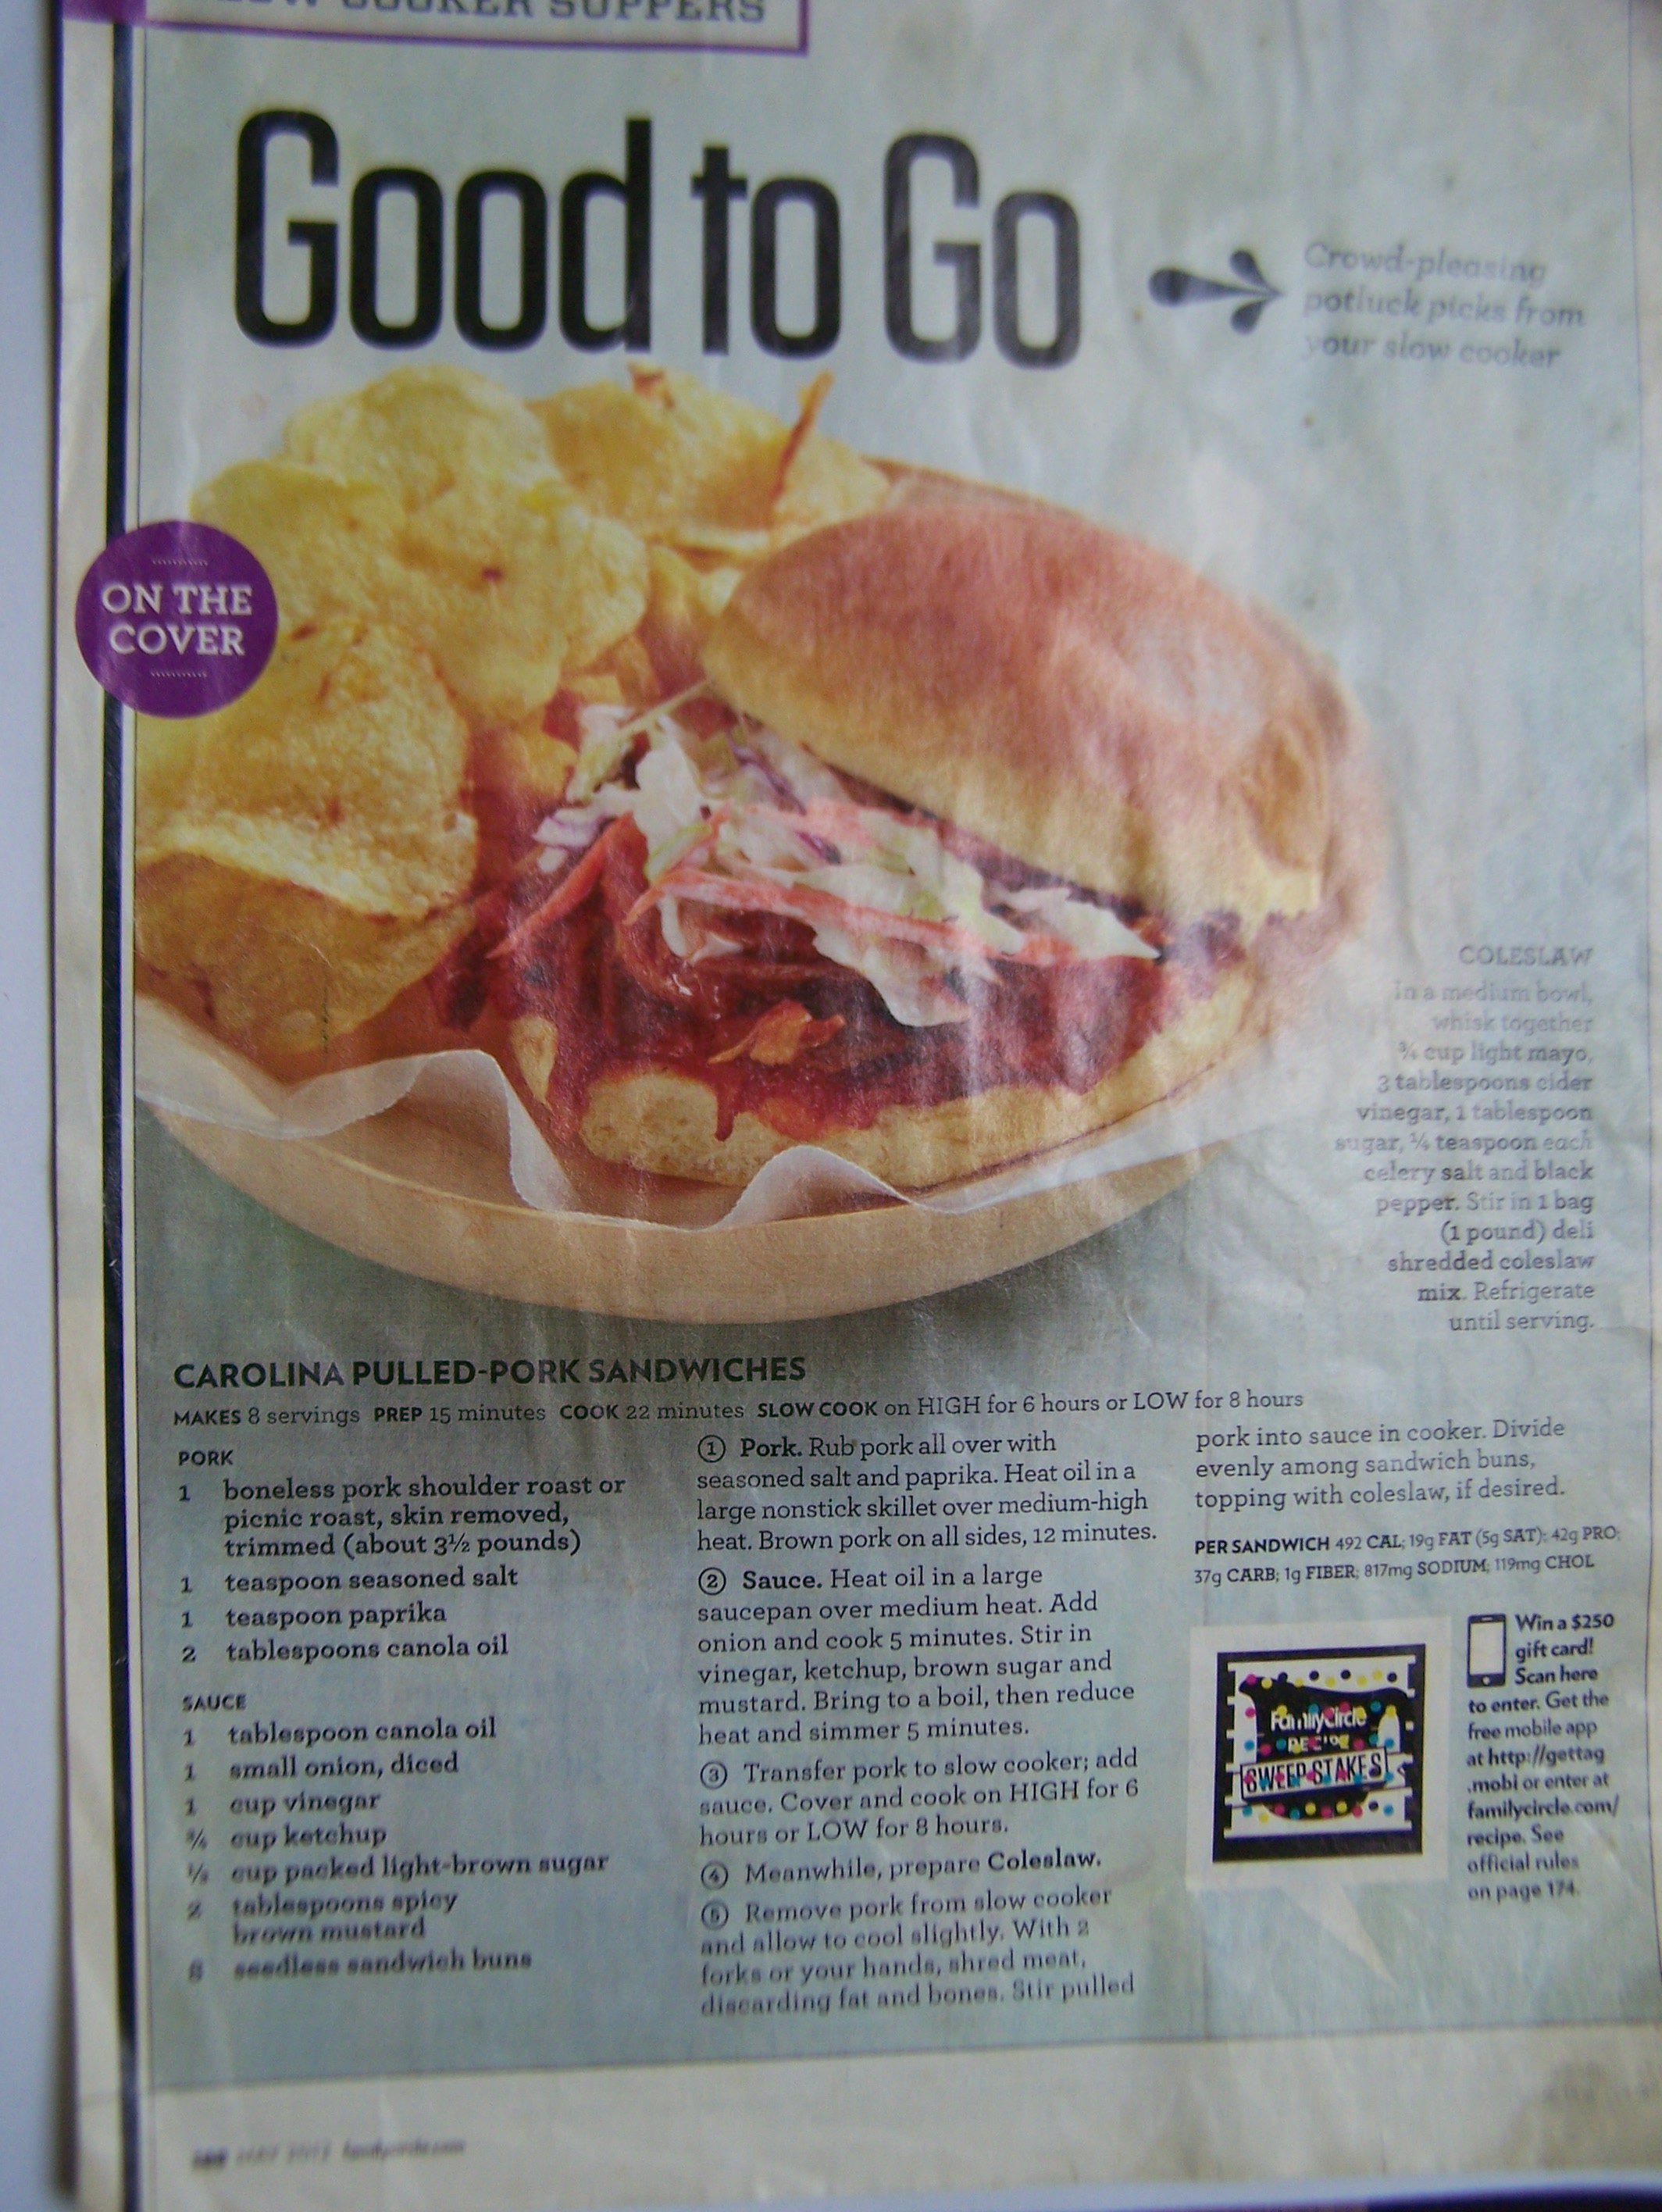 COOKER SUPPERS
Good to Go
Crowd-pleasing
potluck picks from
your slow cooker
ON THE
COVER
COLESLAW
In a medium bowl,
whisk together
¾ cup light mayo,
3 tablespoons cider
vinegar, 1 tablespoon
sugar, ¼ teaspoon each
celery salt and black
pepper. Stir in 1 bag
(1 pound) deli
shredded coleslaw
mix. Refrigerate
until serving.
CAROLINA PULLED-PORK SANDWICHES
MAKES 8 servings PREP 15 minutes COOK 22 minutes SLOW COOK on HIGH for 6 hours or LOW for 8 hours
PORK
1 boneless pork shoulder roast or
picnic roast, skin removed,
trimmed (about 3½ pounds)
1 teaspoon seasoned salt
1 teaspoon paprika
2 tablespoons canola oil
SAUCE
1 tablespoon canola oil
1 small onion, diced
1 cup vinegar
¾ cup ketchup
cup packed light-brown sugar
2 tablespoons spicy
brown mustard
8 seedless sandwich buns
1 Pork. Rub pork all over with
seasoned salt and paprika. Heat oil in a
large nonstick skillet over medium-high
heat. Brown pork on all sides, 12 minutes.
2 Sauce. Heat oil in a large
saucepan over medium heat. Add
onion and cook 5 minutes. Stir in
vinegar, ketchup, brown sugar and
mustard. Bring to a boil, then reduce
heat and simmer 5 minutes.
3 Transfer pork to slow cooker; add
sauce. Cover and cook on HIGH for 6
hours or LOW for 8 hours.
4 Meanwhile, prepare Coleslaw.
5 Remove pork from slow cooker
and allow to cool slightly. With 2
forks or your hands, shred meat,
discarding fat and bones. Stir pulled
pork into sauce in cooker. Divide
evenly among sandwich buns,
topping with coleslaw, if desired.
PER SANDWICH 492 CAL; 19g FAT (5g SAT); 42g PRO;
37g CARB; 1g FIBER; 817mg SODIUM; 119mg CHOL
FamilyCircle
RECIPE
SWEEPSTAKES
Win a $250
gift card!
Scan here
to enter. Get the
free mobile app
at http://gettag
.mobi or enter at
familycircle.com/
recipe. See
official rules
on page 174.
MAY 2012 familycircle.com